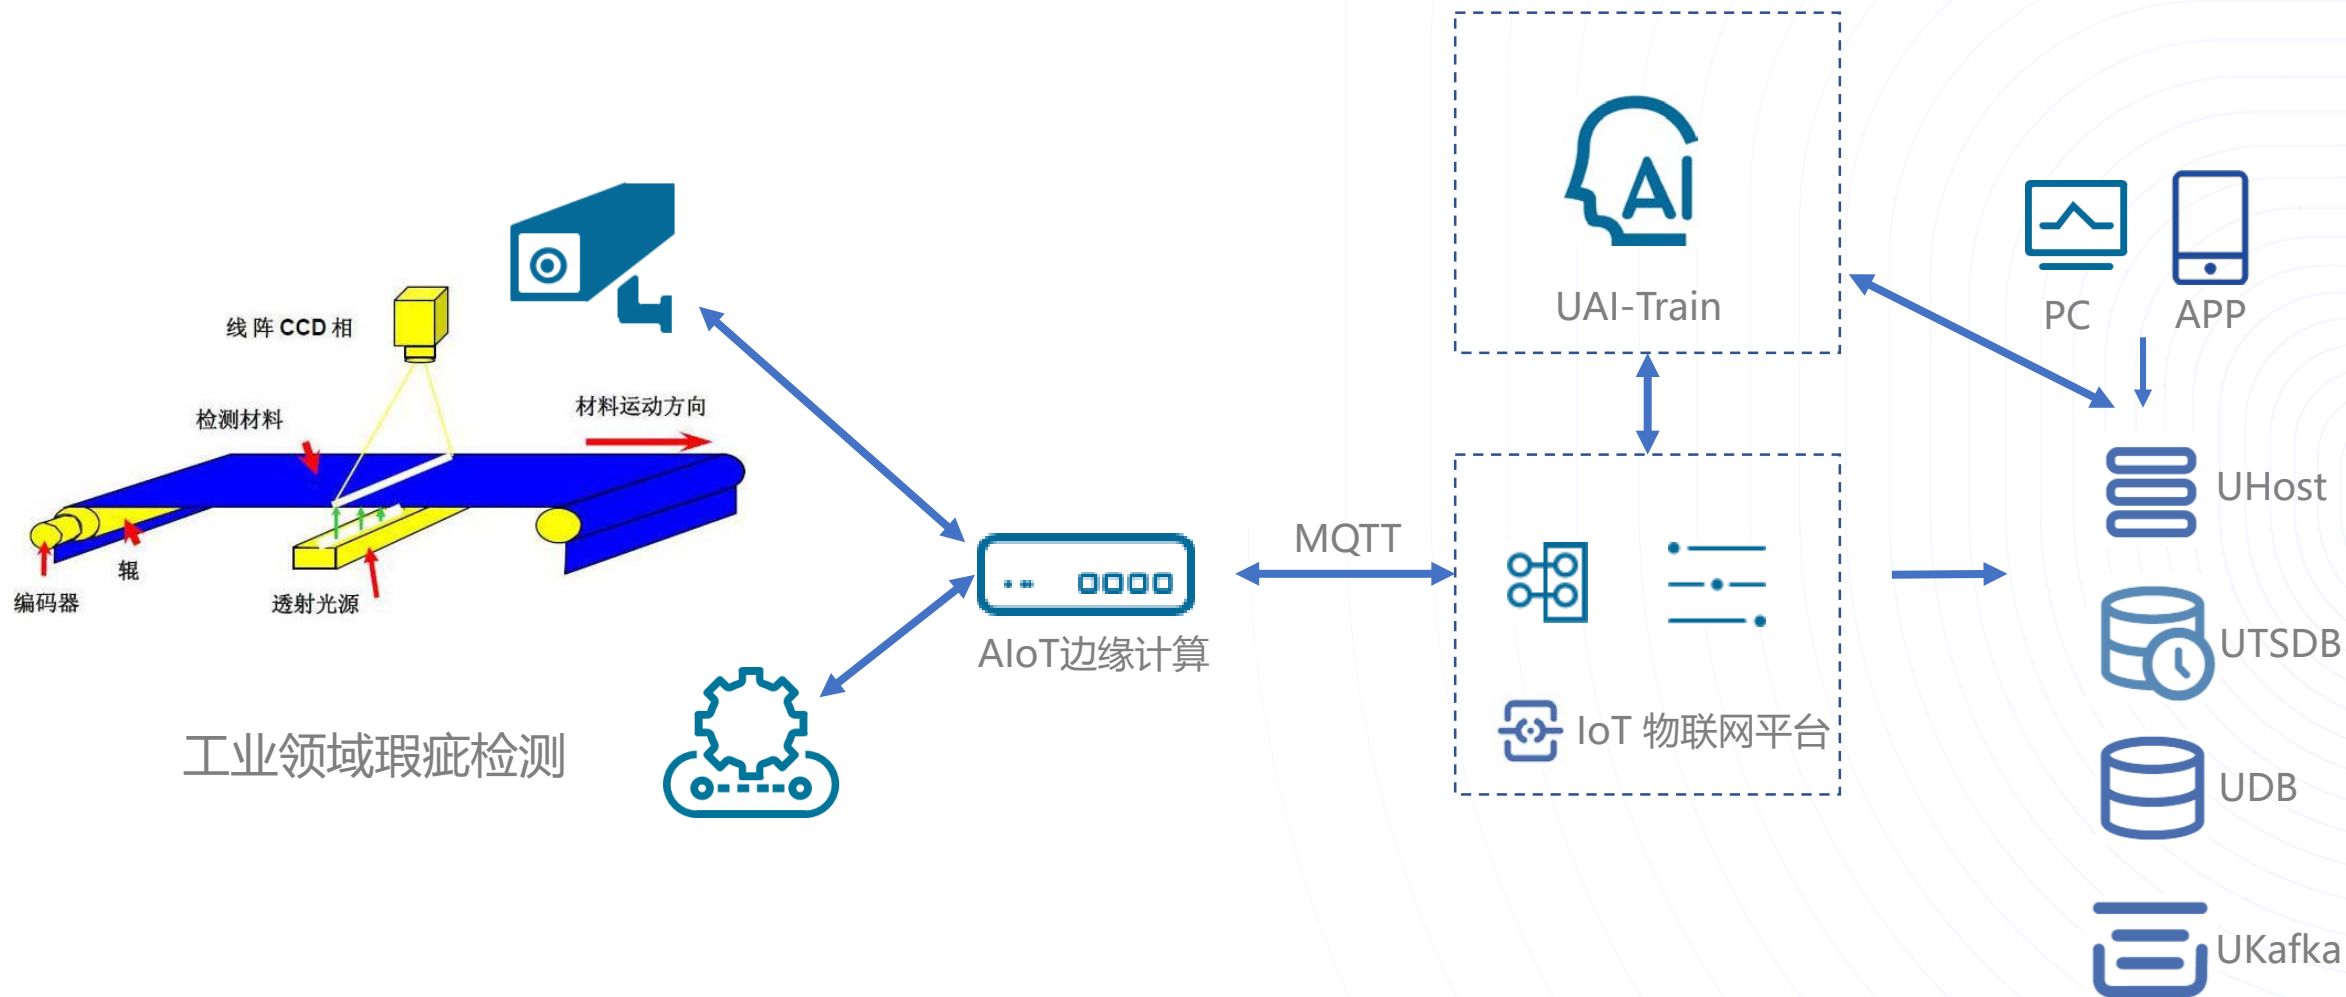 线阵CCD相
检测材料
材料运动方向
辊
编码器
透射光源
工业领域瑕疵检测
AIoT边缘计算
MQTT
AI
UAI-Train
IoT 物联网平台
PC
APP
UHost
UTSDB
UDB
UKafka